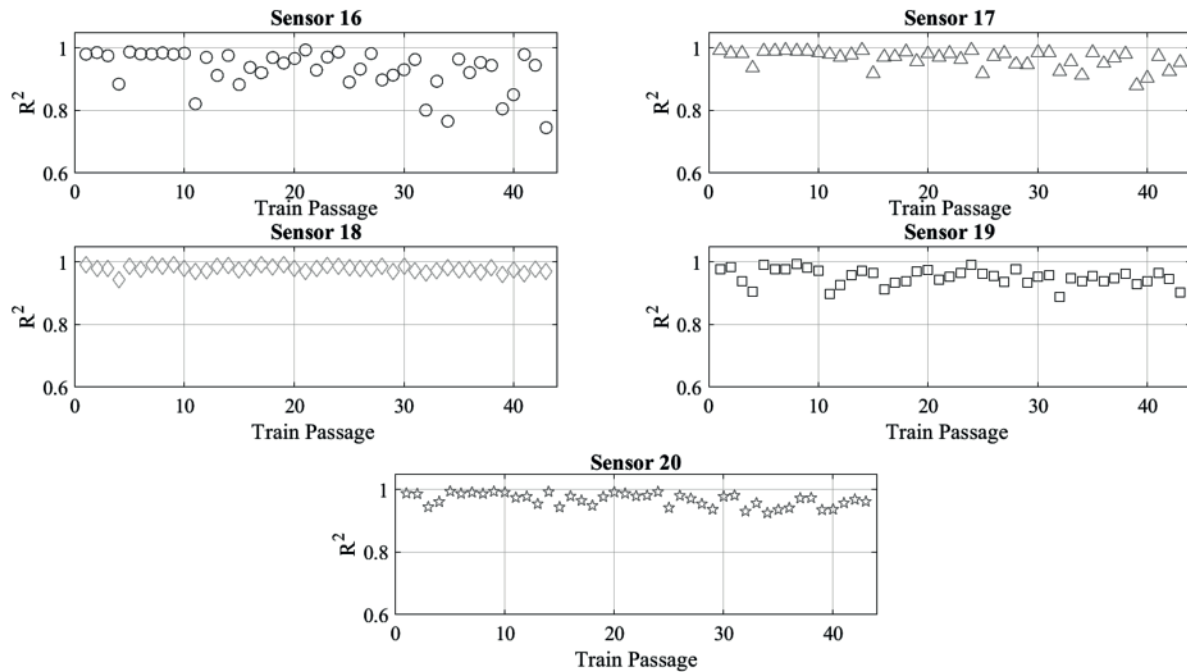 Sensor 16
1
0.8
0.6
R²
0 10 20 30 40
Train Passage
Sensor 17
1
0.8
0.6
R²
0 10 20 30 40
Train Passage
Sensor 18
1
0.8
0.6
R²
0 10 20 30 40
Train Passage
Sensor 19
1
0.8
0.6
R²
0 10 20 30 40
Train Passage
Sensor 20
1
0.8
0.6
R²
0 10 20 30 40
Train Passage